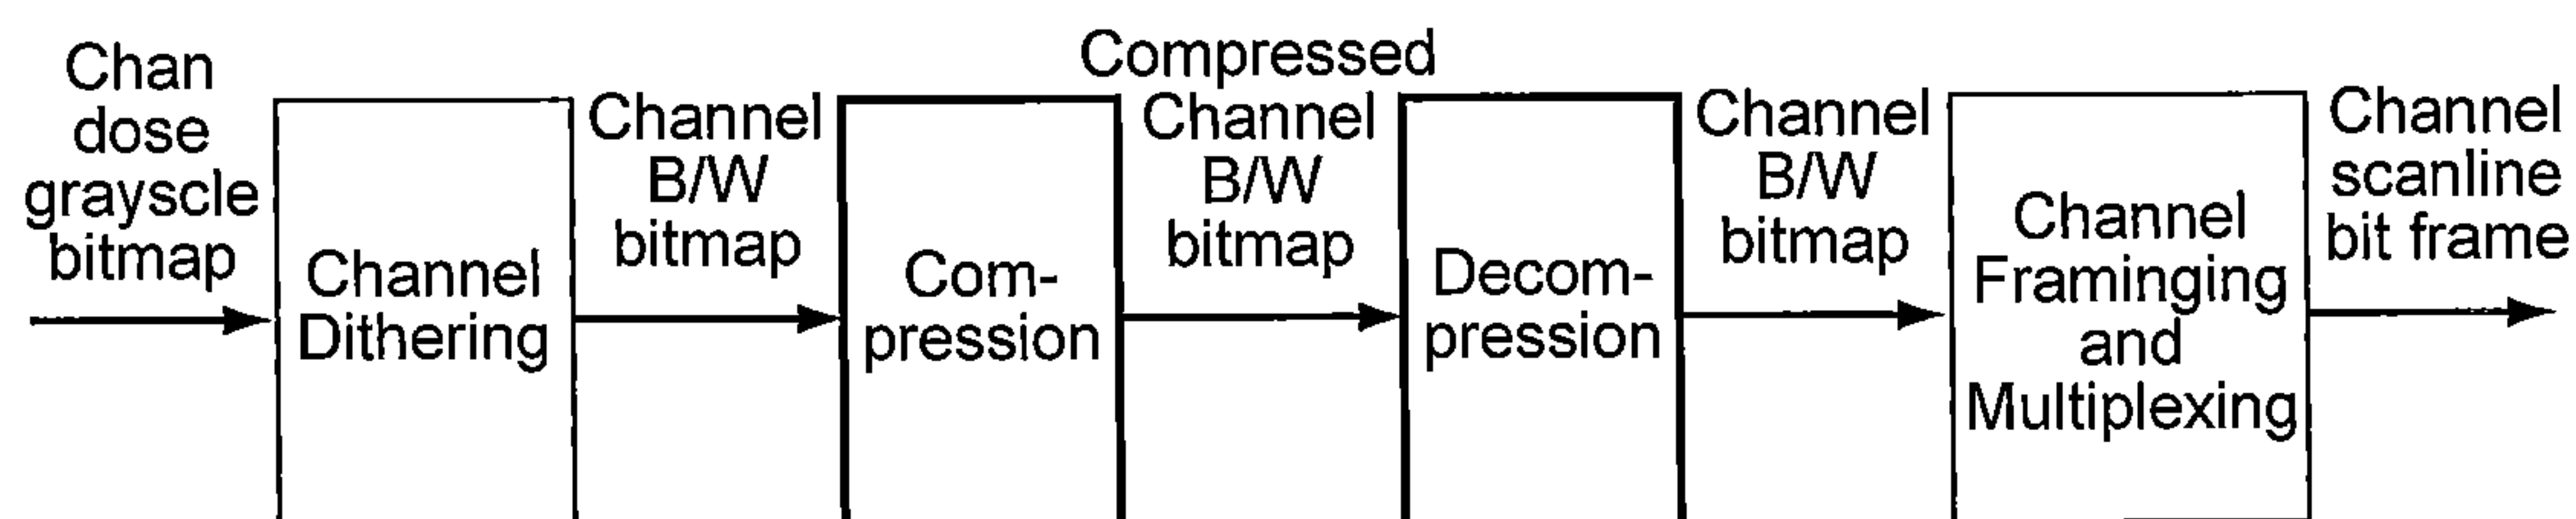 Chan
dose
grayscle
bitmap
Channel
Dithering
Channel
B/W
bitmap
Com-
pression
Compressed
Channel
B/W
bitmap
Decom-
pression
Channel
B/W
bitmap
Channel
Framinging
and
Multiplexing
Channel
scanline
bit frame